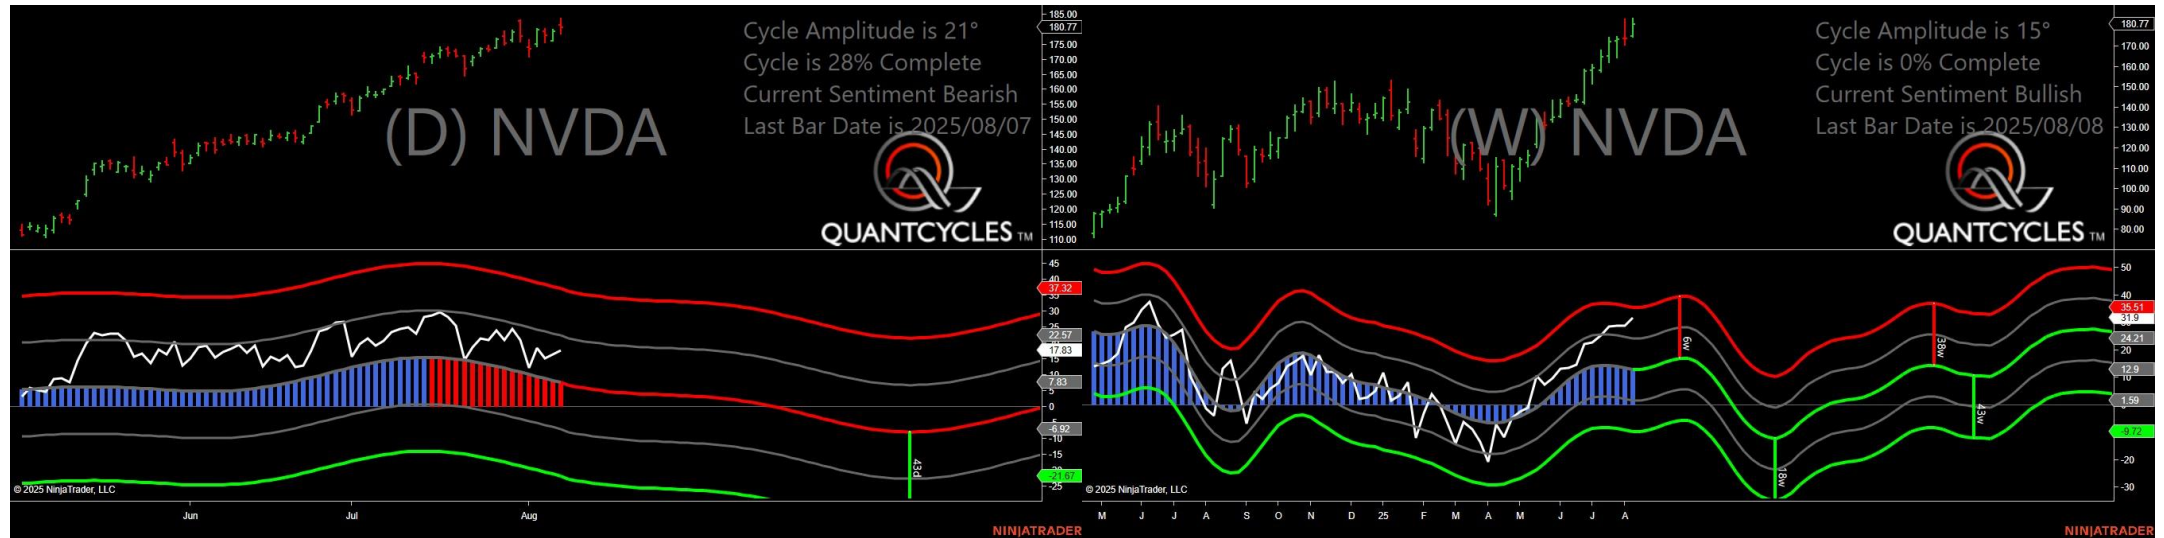 Cycle Amplitude is 21°
Cycle is 28% Complete
Current Sentiment Bearish
Last Bar Date is 2025/08/07
(D) NVDA
QUANTCYCLES TM
185.00
180.77
175.00
170.00
165.00
160.00
155.00
150.00
145.00
140.00
135.00
130.00
125.00
120.00
115.00
110.00
45
40
37.32
35
30
25
22.57
17.83
15
10
7.83
5
0
-5
-6.92
-10
-15
-20
-21.67
-25
43d
© 2025 NinjaTrader, LLC
Jun
Jul
Aug
NINJATRADER
Cycle Amplitude is 15°
Cycle is 0% Complete
Current Sentiment Bullish
Last Bar Date is 2025/08/08
(W) NVDA
QUANTCYCLES TM
180.77
170.00
160.00
150.00
140.00
130.00
120.00
110.00
100.00
90.00
80.00
50
40
35.51
31.9
24.21
20
12.9
10
1.59
-9.72
-20
-30
6w
18w
38w
43w
© 2025 NinjaTrader, LLC
M J J A S O N D 25 F M A M J J A
NINJATRADER